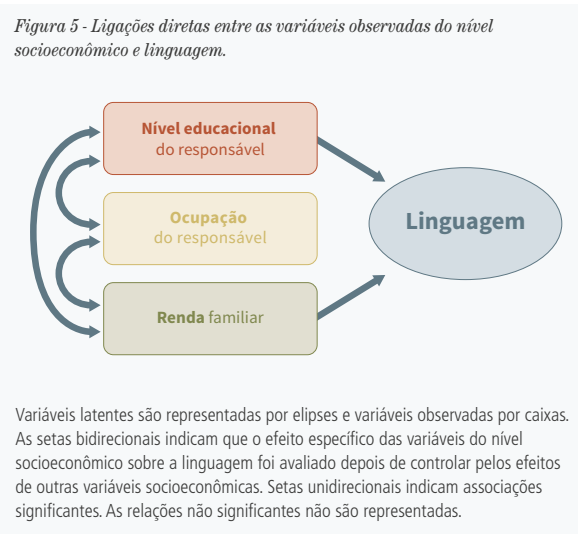 Figura 5 - Ligações diretas entre as variáveis observadas do nível
socioeconômico e linguagem.
Nível educacional
do responsável
Ocupação
do responsável
Linguagem
Renda familiar
Variáveis latentes são representadas por elipses e variáveis observadas por caixas.
As setas bidirecionais indicam que o efeito específico das variáveis do nível
socioeconômico sobre a linguagem foi avaliado depois de controlar pelos efeitos
de outras variáveis socioeconômicas. Setas unidirecionais indicam associações
significantes. As relações não significantes não são representadas.